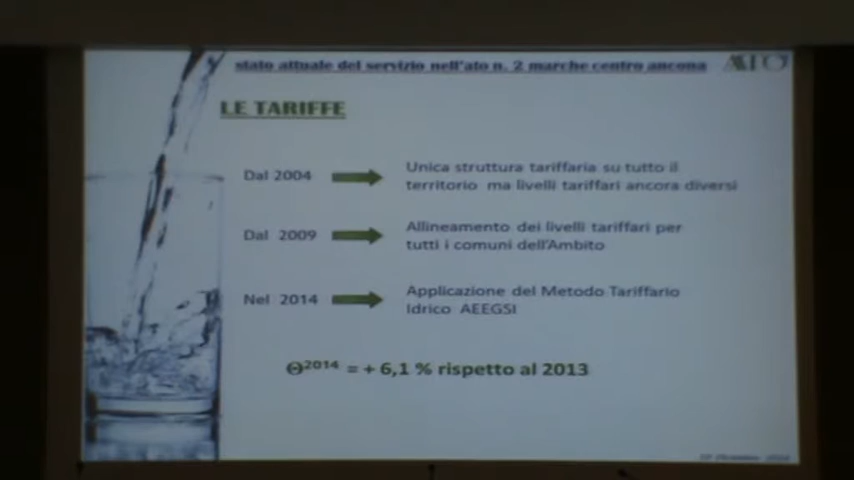 stato attuale del servizio nell'ato n. 2 marche centro ancona
AATO
LE TARIFFE
Dal 2004
Unica struttura tariffaria su tutto il
territorio ma livelli tariffari ancora diversi
Dal 2009
Allineamento dei livelli tariffari per
tutti i comuni dell'Ambito
Nel 2014
Applicazione del Metodo Tariffario
Idrico AEEGSI
Θ²⁰¹⁴ = + 6,1 % rispetto al 2013